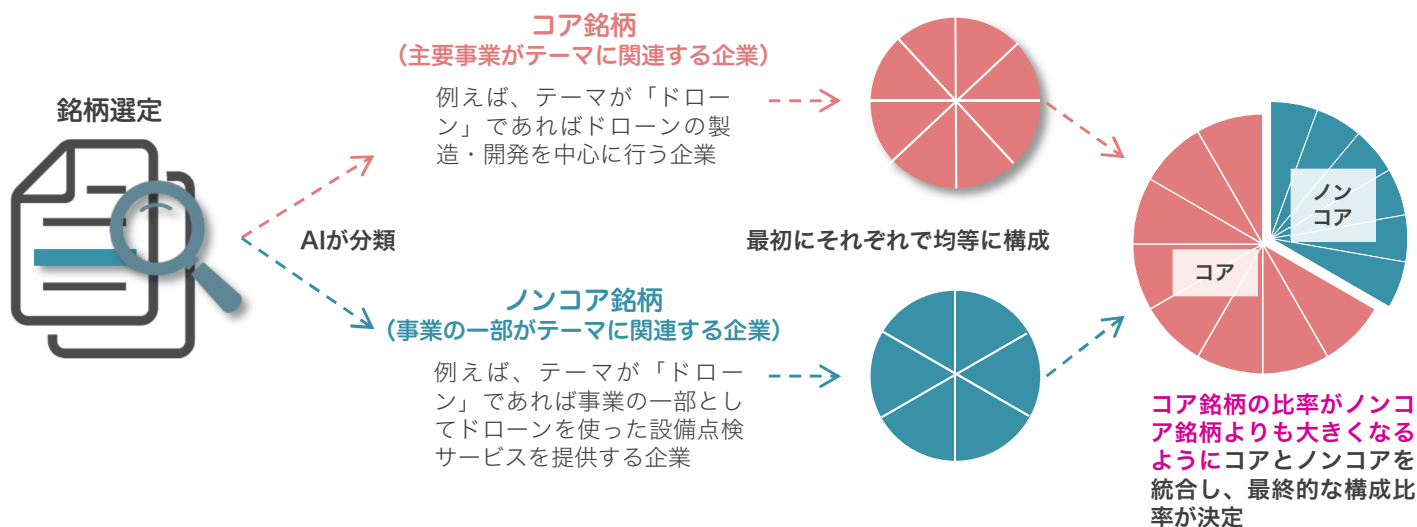 銘柄選定
AIが分類
コア銘柄
（主要事業がテーマに関連する企業）
例えば、テーマが「ドロー
ン」であればドローンの製
造・開発を中心に行う企業
ノンコア銘柄
（事業の一部がテーマに関連する企業）
例えば、テーマが「ドロー
ン」であれば事業の一部とし
てドローンを使った設備点検
サービスを提供する企業
最初にそれぞれで均等に構成
ノン
コア
コア
コア銘柄の比率がノンコ
ア銘柄よりも大きくなる
ようにコアとノンコアを
統合し、最終的な構成比
率が決定